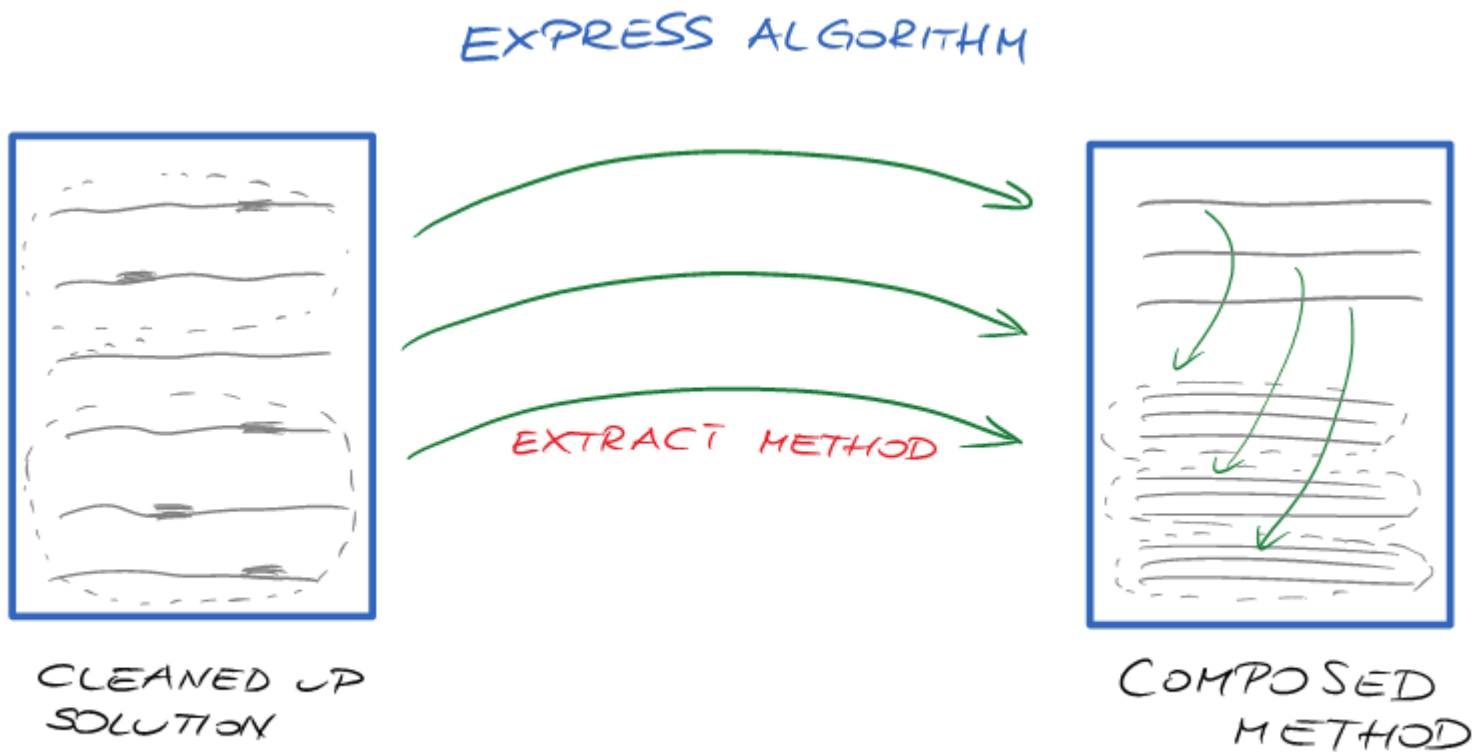 EXPRESS ALGORITHM
EXTRACT METHOD
CLEANED UP
SOLUTION
COMPOSED
METHOD